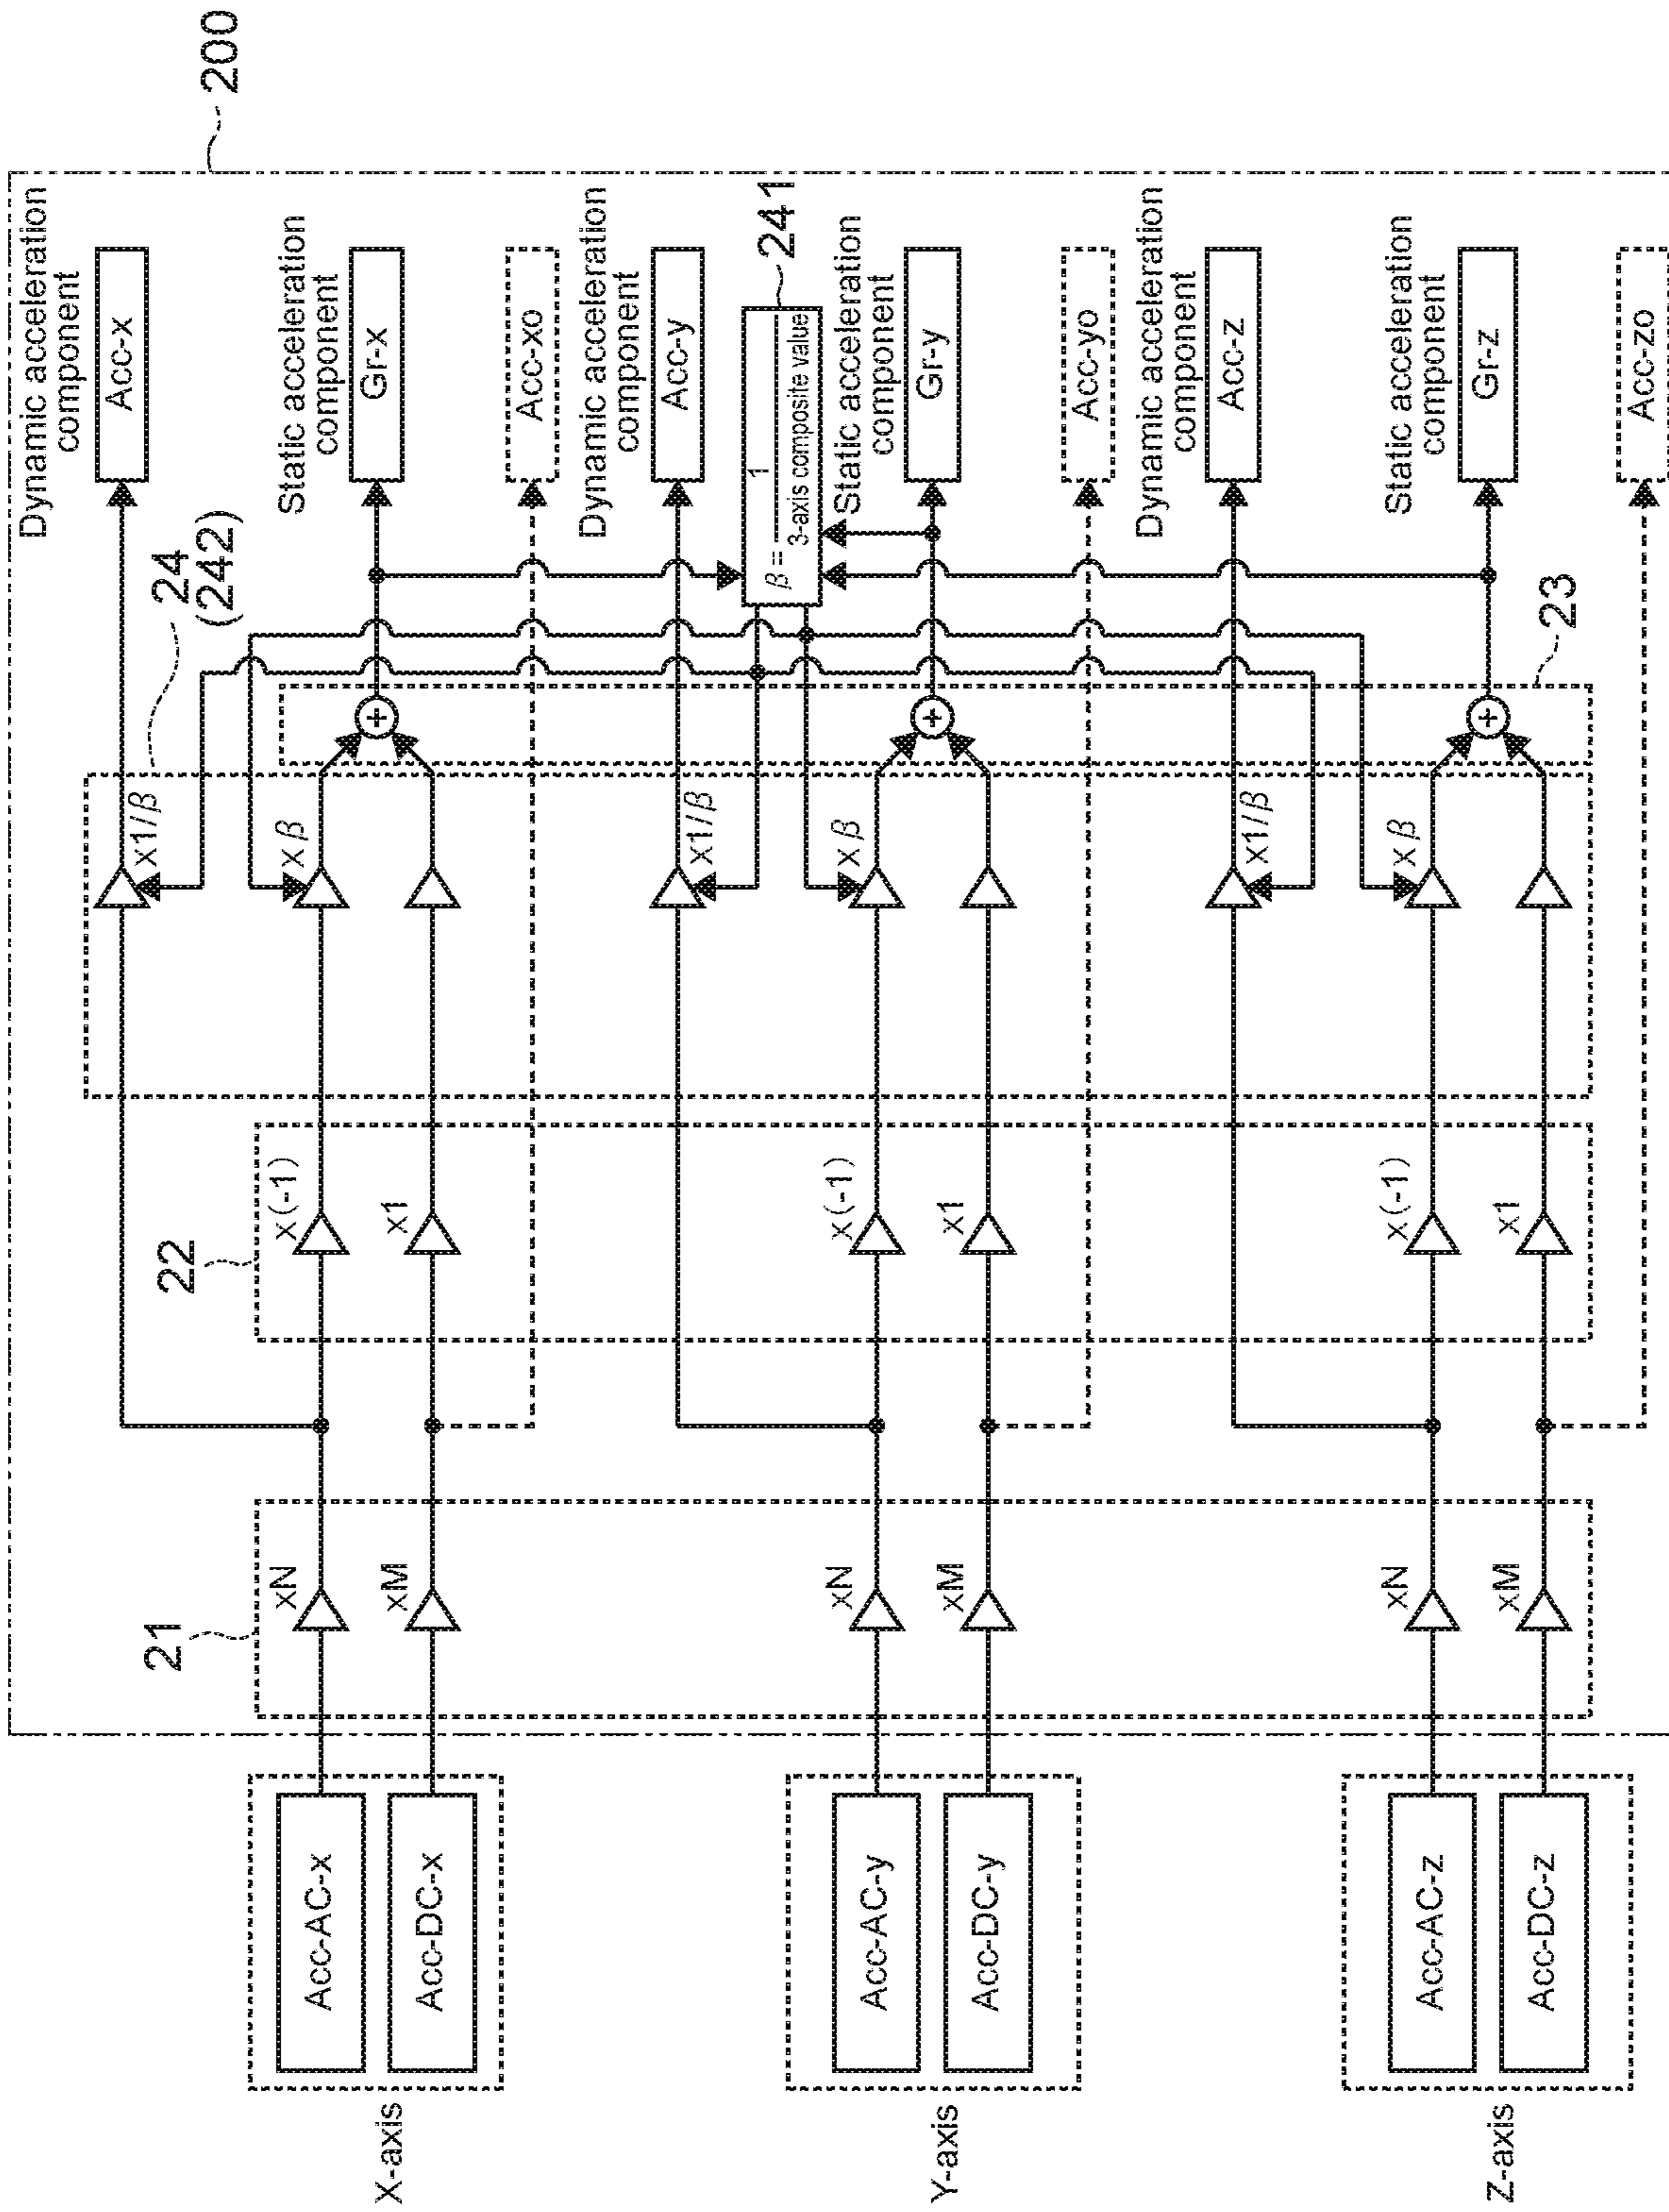 200
Dynamic acceleration
component
Acc-x
24
(242)
x1/β
Static acceleration
component
Gr-x
22
x(-1)
xβ
21
xN
X-axis
Acc-AC-x
Acc-DC-x
xM
x1
Acc-xo
Dynamic acceleration
component
Acc-y
x1/β
241
β = 1
3-axis composite value
Static acceleration
component
Gr-y
Y-axis
Acc-AC-y
xN
x(-1)
xβ
Acc-DC-y
xM
x1
Acc-yo
Dynamic acceleration
component
Acc-z
x1/β
Static acceleration
component
Gr-z
23
Z-axis
Acc-AC-z
xN
x(-1)
xβ
Acc-DC-z
xM
x1
Acc-zo
+
+
+